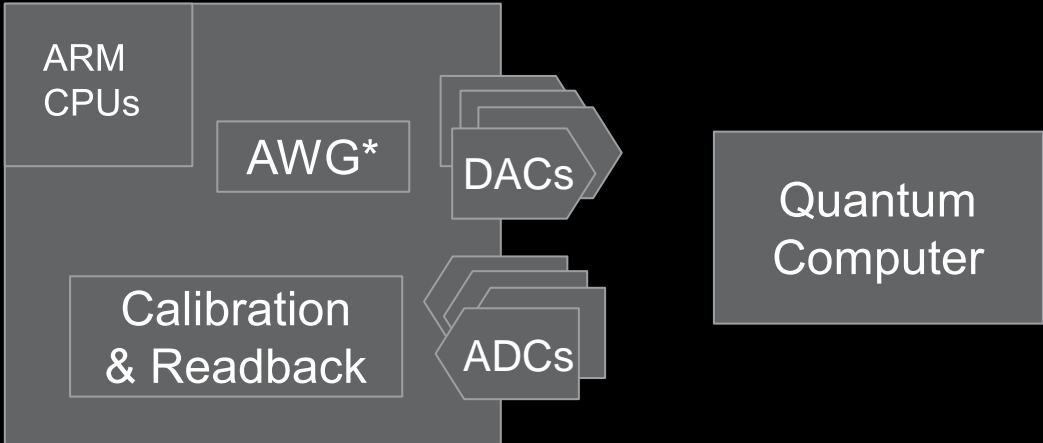 ARM
CPUs
AWG*
DACs
Quantum
Computer
Calibration
& Readback
ADCs